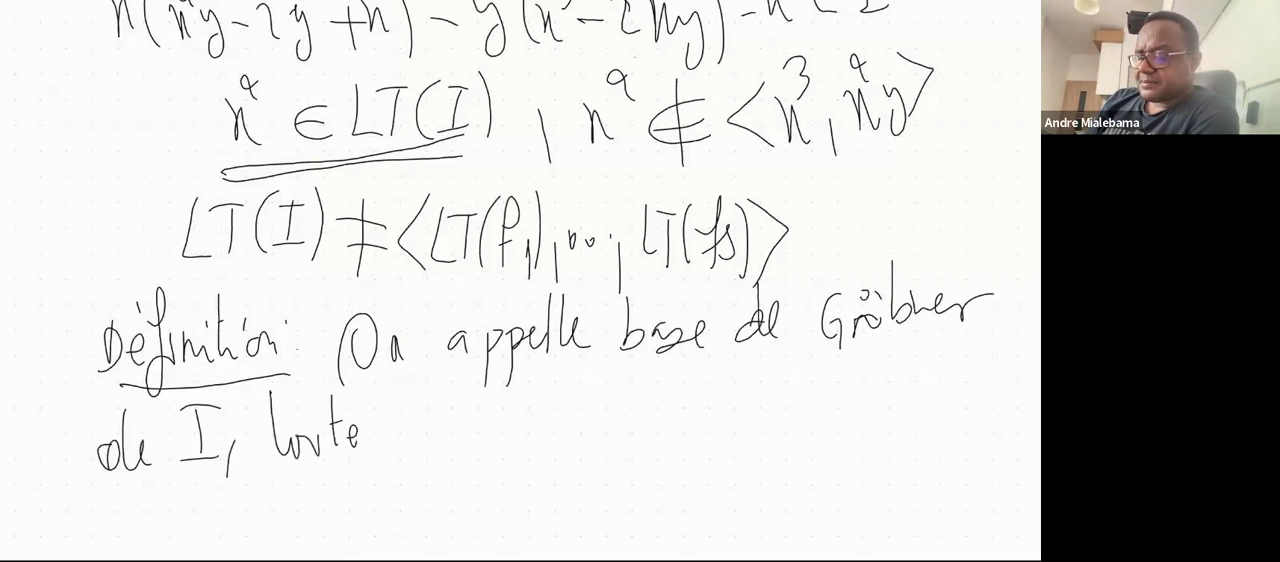 x(x²y-2y²+x) - y(x³-2xy) = x² ∈ I
x² ∈ LT(I), x² ∉ <x³, x²y>
LT(I) ≠ <LT(f₁), ..., LT(fs)>
Définition: On appelle base de Gröbner
de I, toute
Andre Mialebama